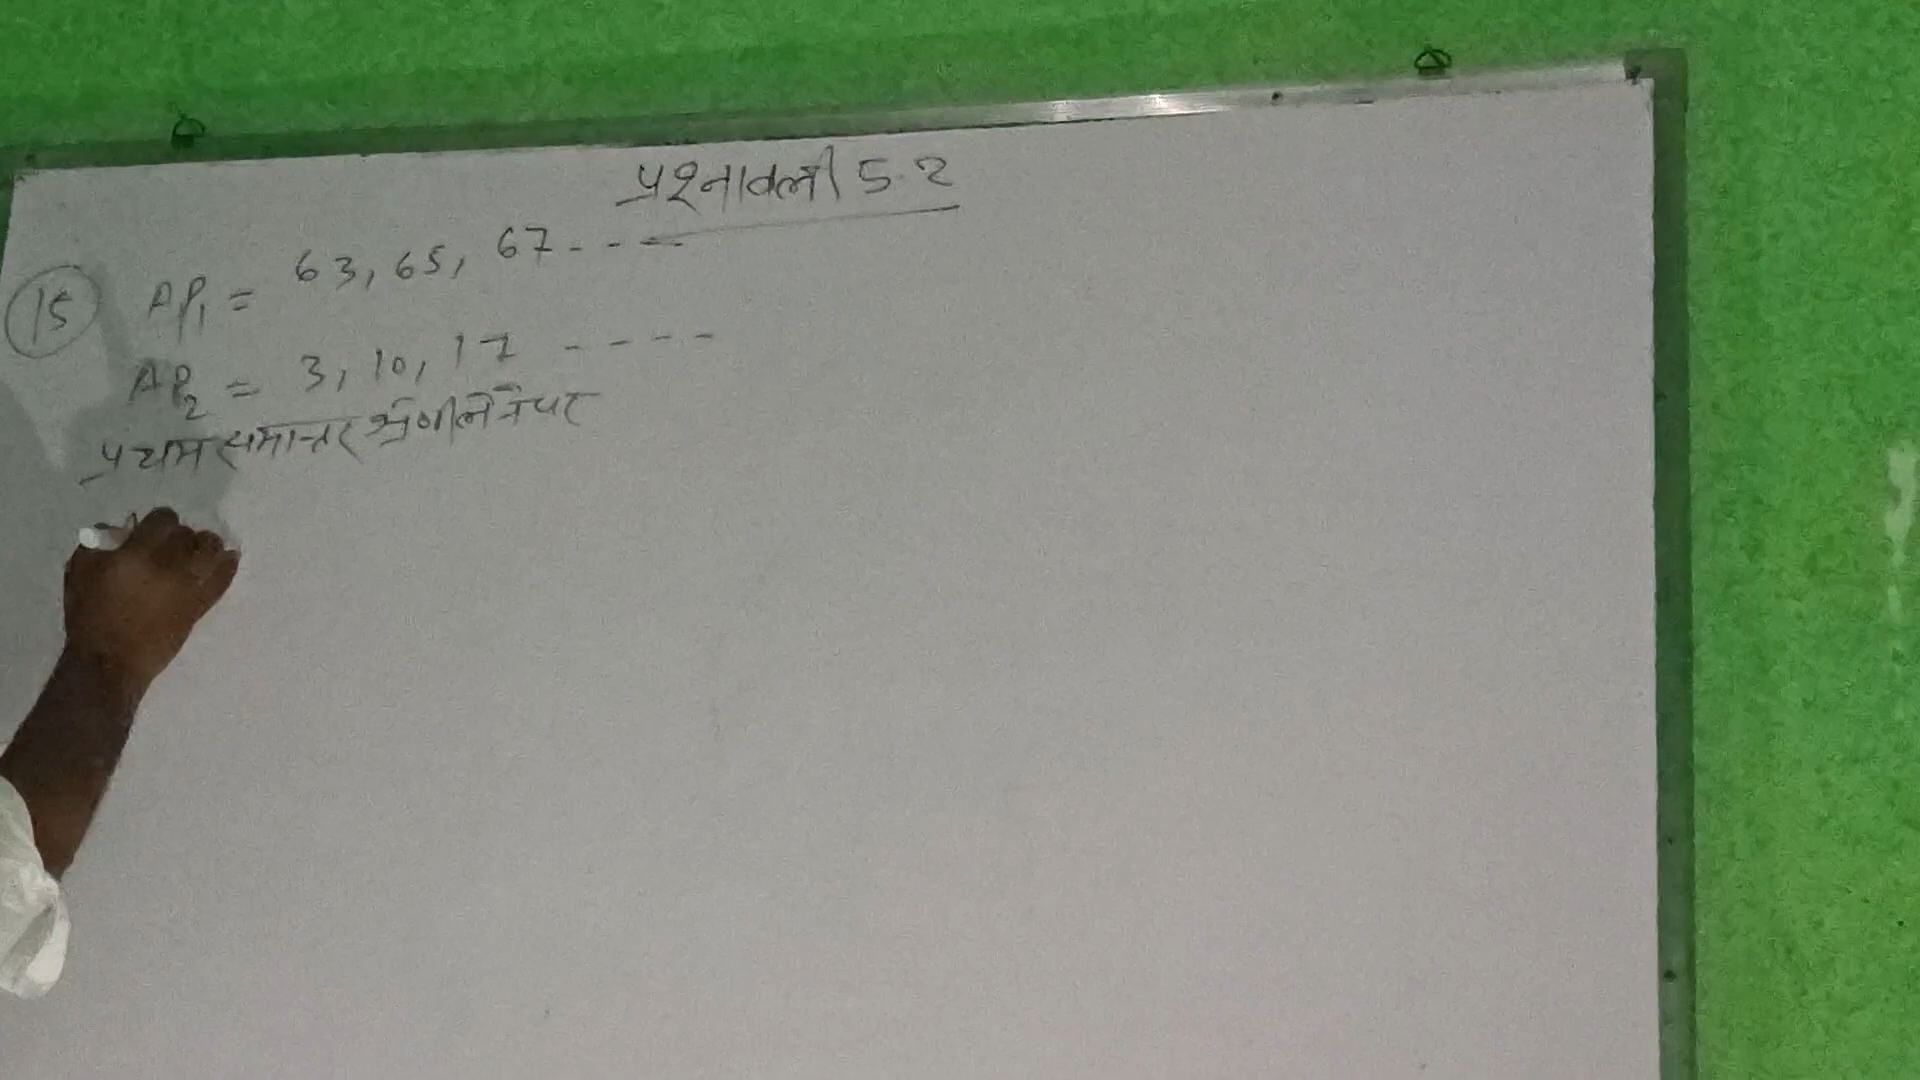 प्रश्नावली 5.2
(15) AP₁ = 63, 65, 67 - - - -
AP₂ = 3, 10, 17 - - - -
प्रथम समान्तर श्रेणी लेने पर